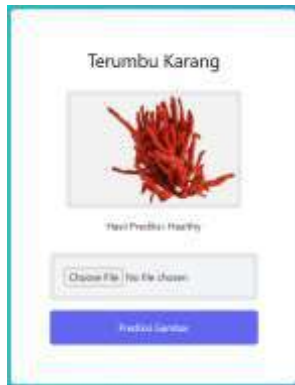 Terumbu Karang
Hasil Prediksi: Healthy
Choose File No file chosen
Prediksi Gambar